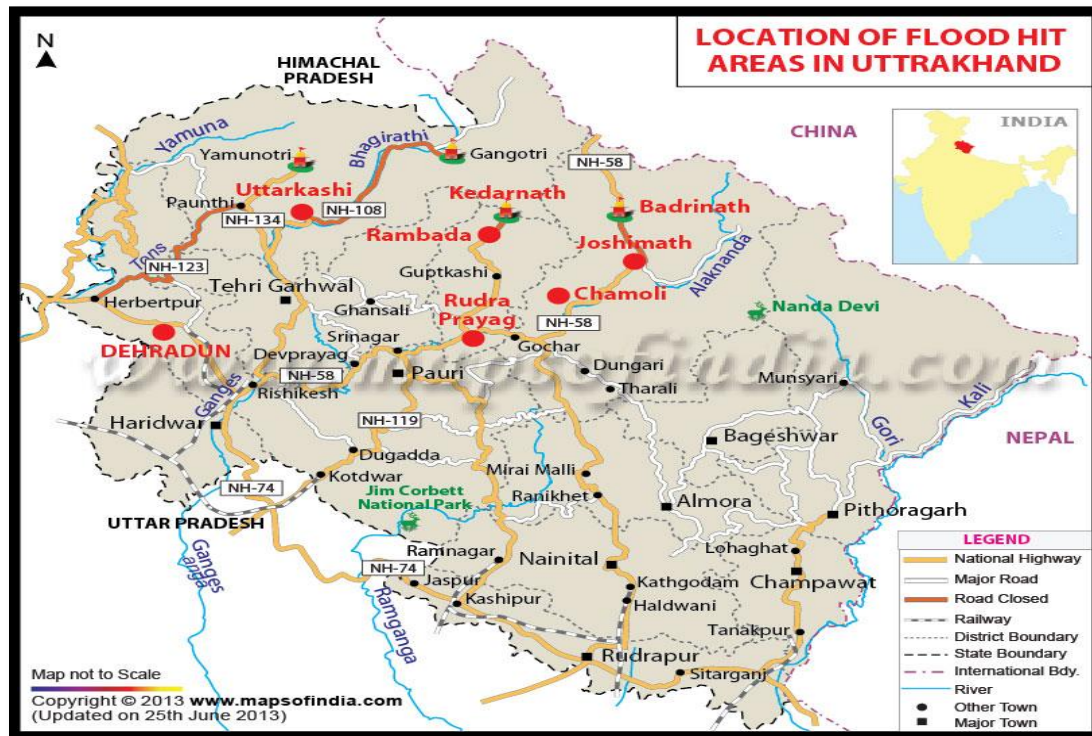 LOCATION OF FLOOD HIT
AREAS IN UTTRAKHAND
N
HIMACHAL
PRADESH
CHINA
INDIA
Yamuna
Yamunotri
Bhagirathi
Gangotri
NH-58
Uttarkashi
Kedarnath
Badrinath
Paunthi
NH-134
NH-108
Rambada
Joshimath
Tons
NH-123
Guptkashi
Alaknanda
Herbertpur
Tehri Garhwal
Ghansali
Rudra
Prayag
Chamoli
Nanda Devi
DEHRADUN
Srinagar
NH-58
Gochar
www.mapsofindia.com
Devprayag
NH-58
Pauri
Dungari
Tharali
Munsyari
Kali
Ganges
Rishikesh
Haridwar
NH-119
Bageshwar
Gori
NEPAL
Dugadda
Kotdwar
Mirai Malli
NH-74
Jim Corbett
National Park
Ranikhet
Almora
Pithoragarh
UTTAR PRADESH
Ganges
anga
Ramnagar
Nainital
Lohaghat
NH-74
Jaspur
Kathgodam
Champawat
Ramganga
Kashipur
Haldwani
Tanakpur
Rudrapur
Sitarganj
LEGEND
National Highway
Major Road
Road Closed
Railway
District Boundary
State Boundary
International Bdy.
River
Other Town
Major Town
Map not to Scale
Copyright © 2013 www.mapsofindia.com
(Updated on 25th June 2013)